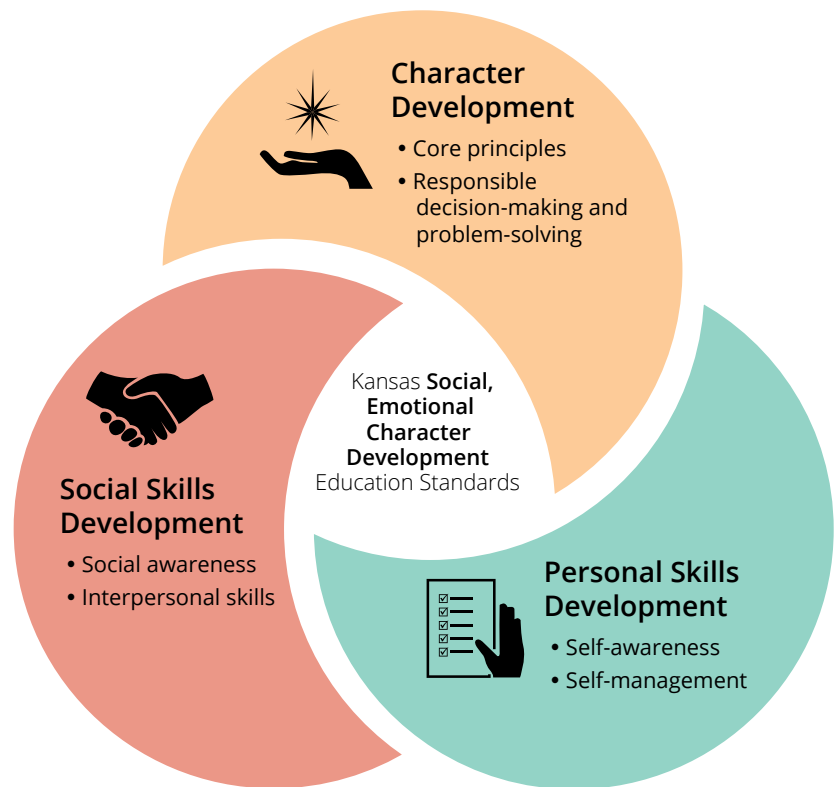 Character
Development
• Core principles
• Responsible
decision-making and
problem-solving
Kansas Social,
Emotional
Character
Development
Education Standards
Social Skills
Development
• Social awareness
• Interpersonal skills
Personal Skills
Development
• Self-awareness
• Self-management